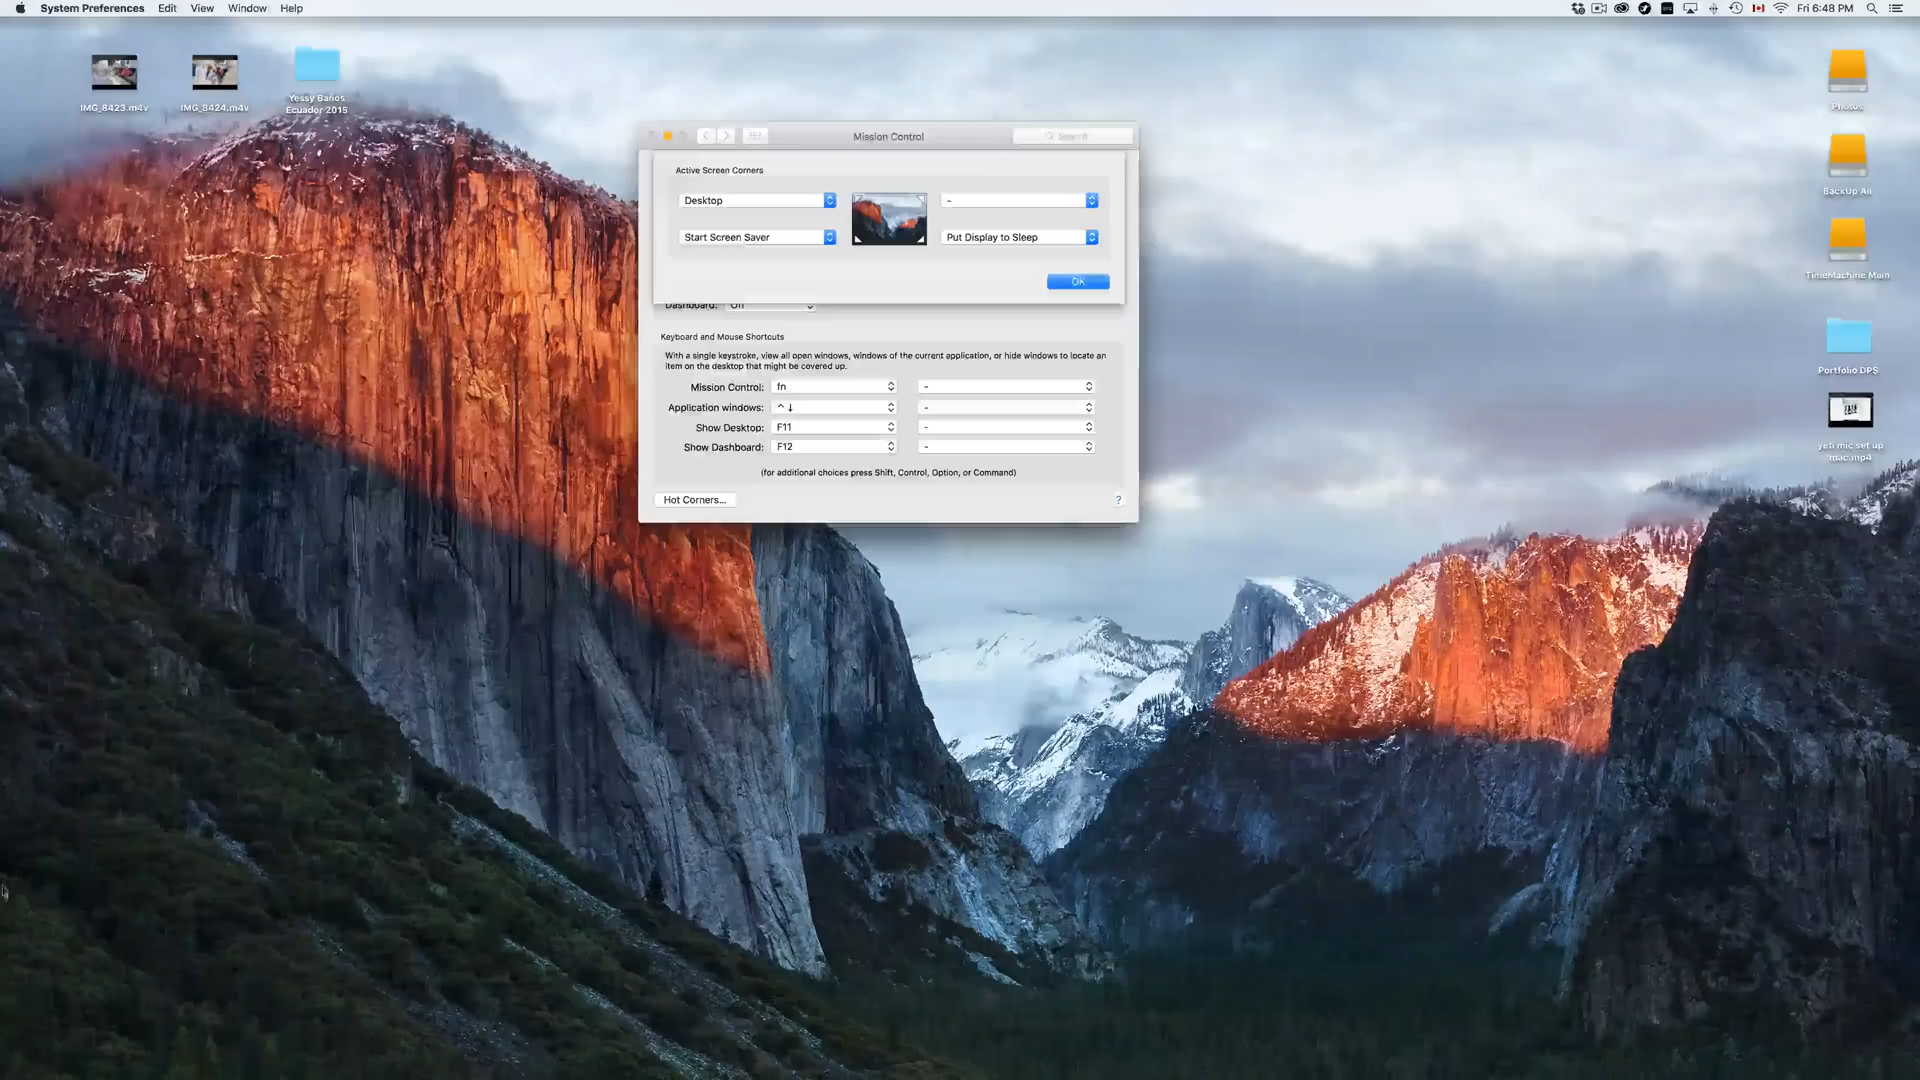 System Preferences Edit View Window Help Fri 6:48 PM
IMG_8423.m4v IMG_8424.m4v Yessy Baños
Ecuador 2015
Photos
BackUp All
TimeMachine Main
Portfolio DPS
yeti mic set up
mac.mp4
Mission Control Search
Active Screen Corners
Desktop -
Start Screen Saver Put Display to Sleep
OK
Dashboard: Off
Keyboard and Mouse Shortcuts
With a single keystroke, view all open windows, windows of the current application, or hide windows to locate an
item on the desktop that might be covered up.
Mission Control: fn -
Application windows: ^↓ -
Show Desktop: F11 -
Show Dashboard: F12 -
(for additional choices press Shift, Control, Option, or Command)
Hot Corners... ?